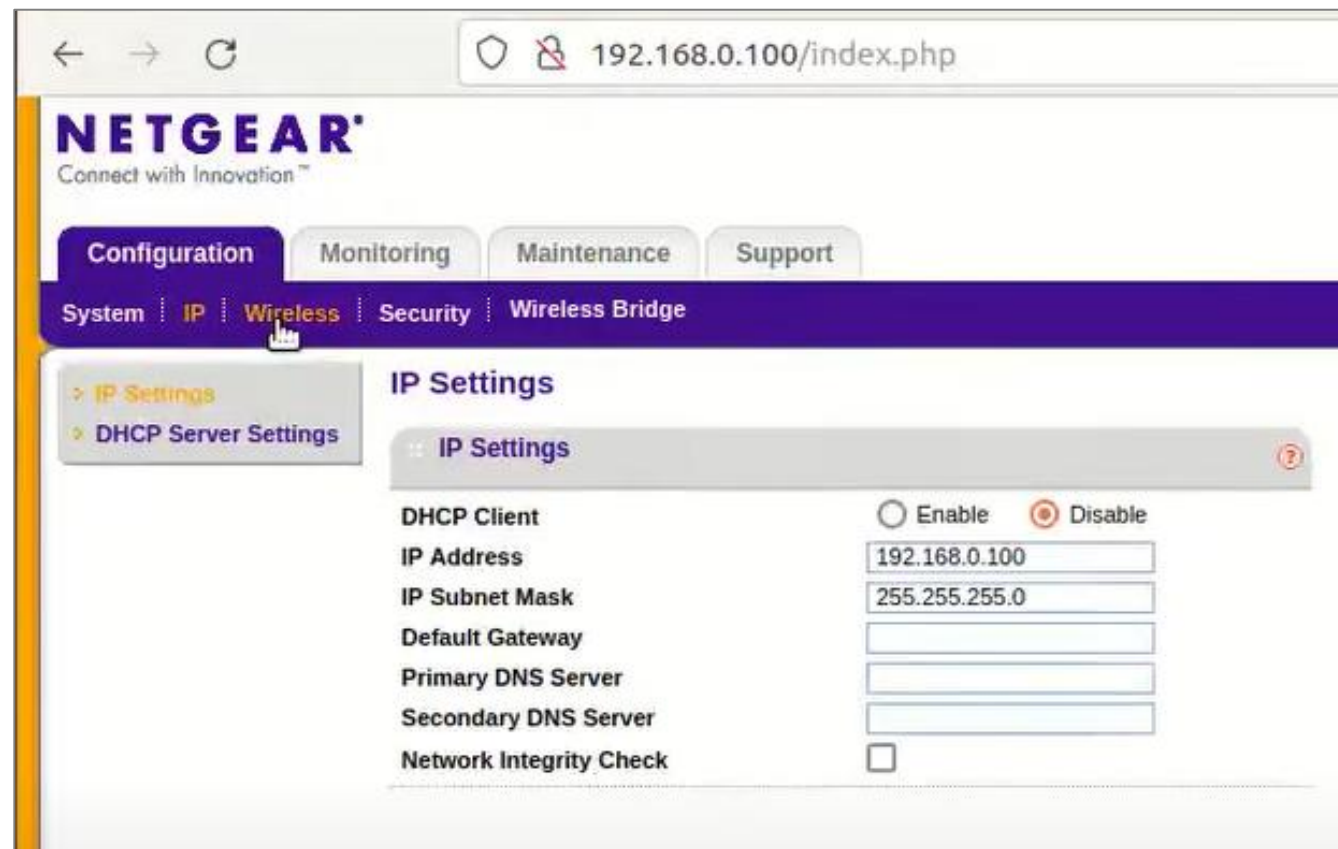 192.168.0.100/index.php
NETGEAR®
Connect with Innovation™
Configuration Monitoring Maintenance Support
System IP Wireless Security Wireless Bridge
> IP Settings
> DHCP Server Settings
IP Settings
IP Settings ?
DHCP Client Enable Disable
IP Address 192.168.0.100
IP Subnet Mask 255.255.255.0
Default Gateway
Primary DNS Server
Secondary DNS Server
Network Integrity Check